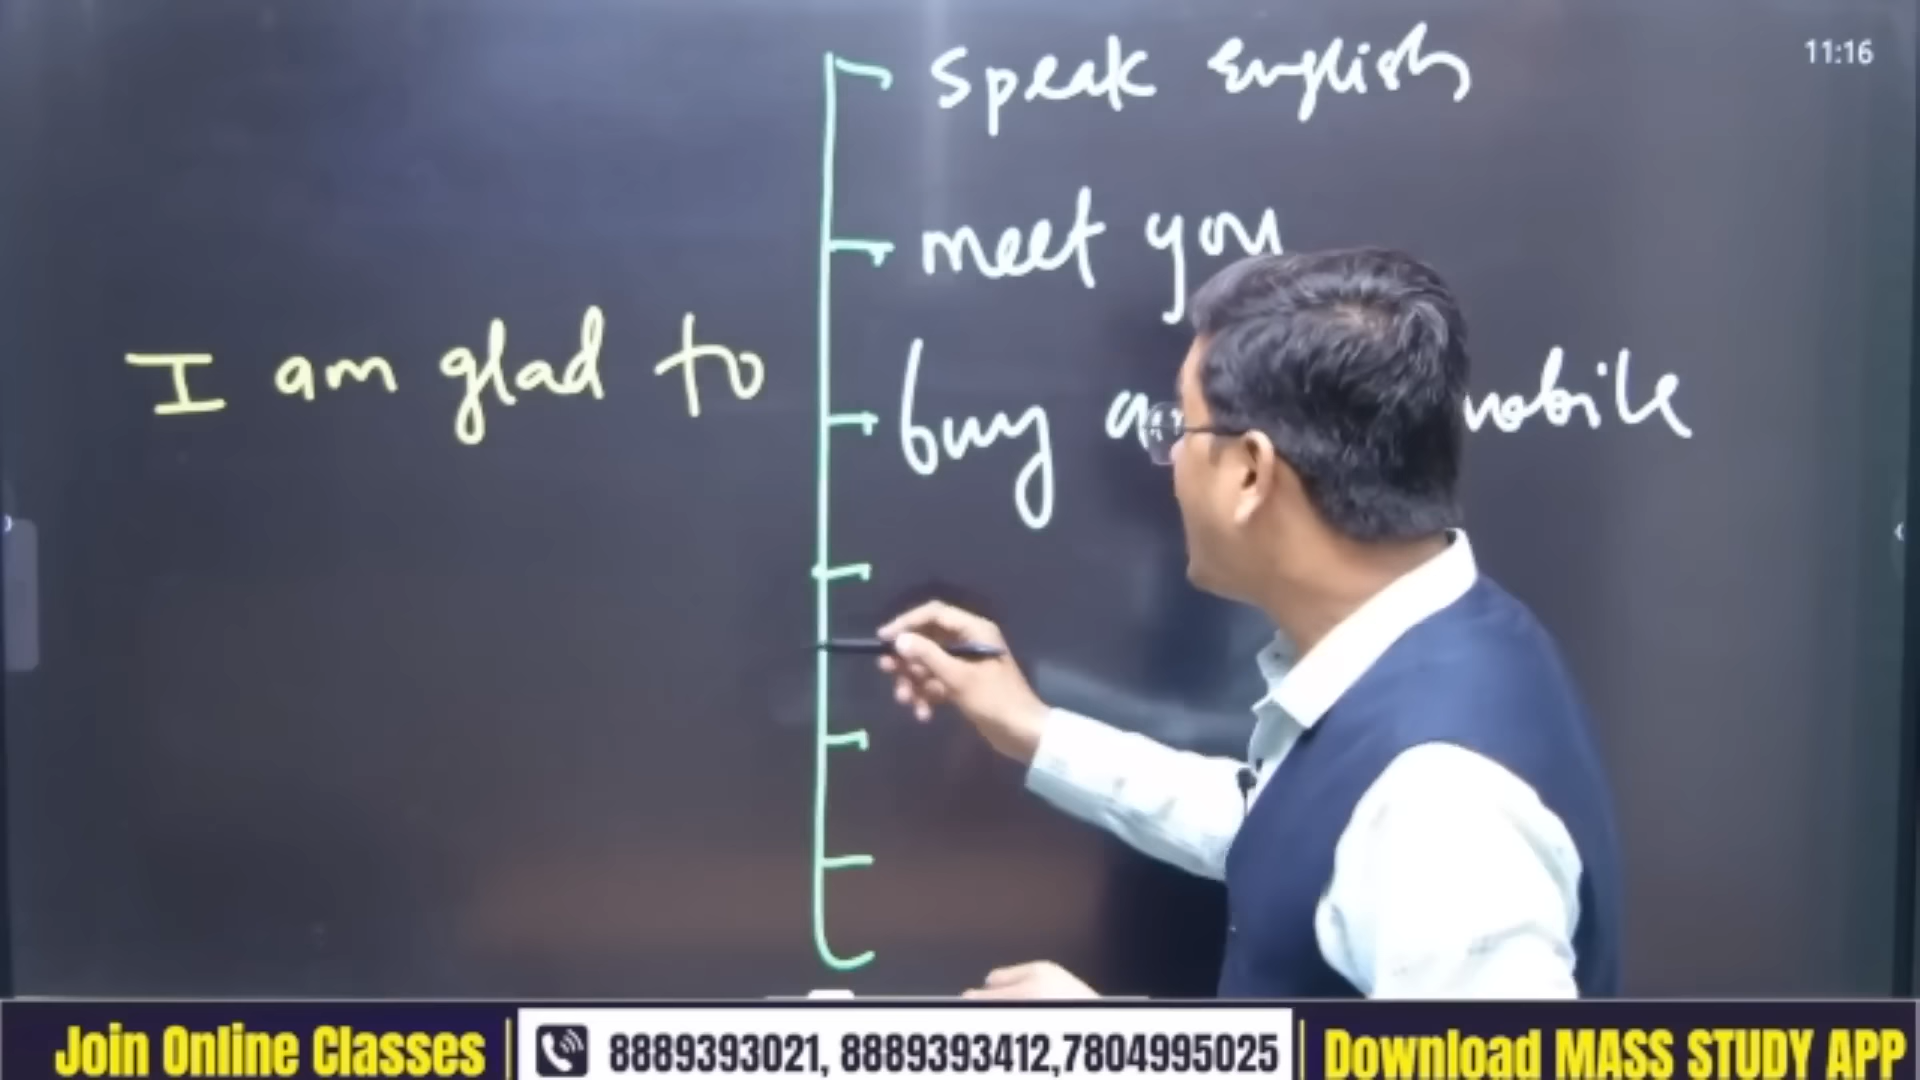 11:16
speak English
meet you
I am glad to
buy mobile
Join Online Classes
8889393021, 8889393412,7804995025
Download MASS STUDY APP